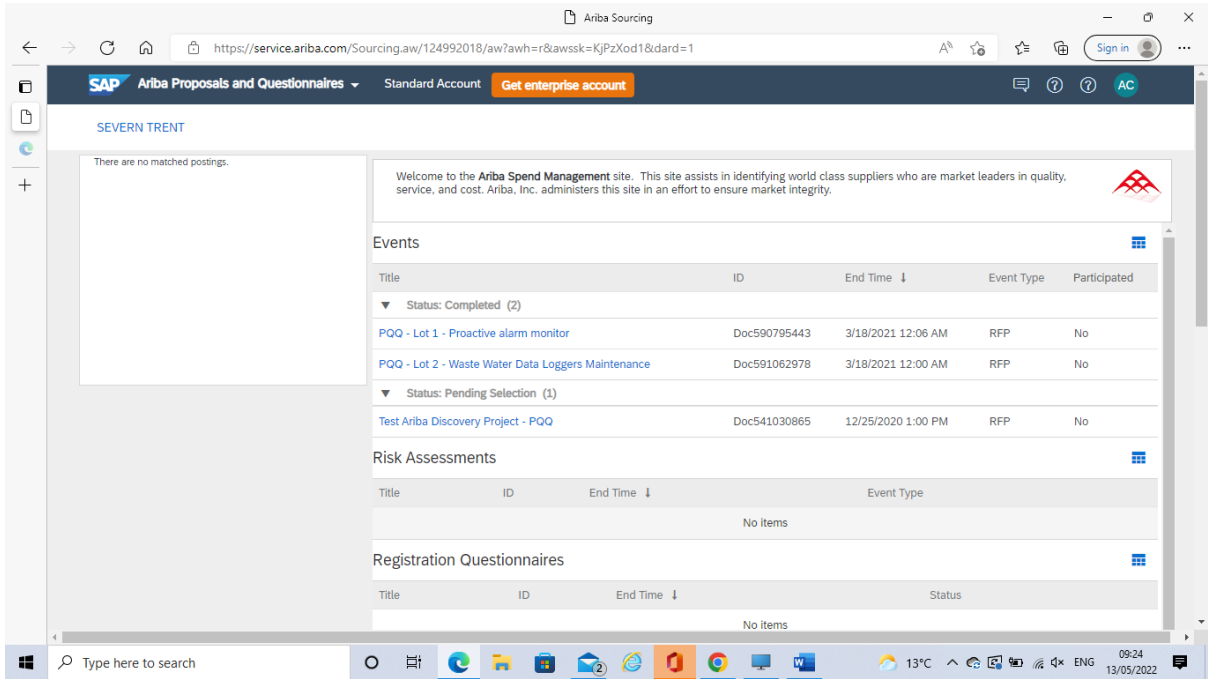 Ariba Sourcing
https://service.ariba.com/Sourcing.aw/124992018/aw?awh=r&awssk=KjPzXod1&dard=1
Sign in
SAP Ariba Proposals and Questionnaires Standard Account Get enterprise account AC
SEVERN TRENT
There are no matched postings.
Welcome to the Ariba Spend Management site. This site assists in identifying world class suppliers who are market leaders in quality,
service, and cost. Ariba, Inc. administers this site in an effort to ensure market integrity.
Events
Title ID End Time ↓ Event Type Participated
▼ Status: Completed (2)
PQQ - Lot 1 - Proactive alarm monitor Doc590795443 3/18/2021 12:06 AM RFP No
PQQ - Lot 2 - Waste Water Data Loggers Maintenance Doc591062978 3/18/2021 12:00 AM RFP No
▼ Status: Pending Selection (1)
Test Ariba Discovery Project - PQQ Doc541030865 12/25/2020 1:00 PM RFP No
Risk Assessments
Title ID End Time ↓ Event Type
No items
Registration Questionnaires
Title ID End Time ↓ Status
No items
Type here to search 2 13°C ENG 09:24
13/05/2022